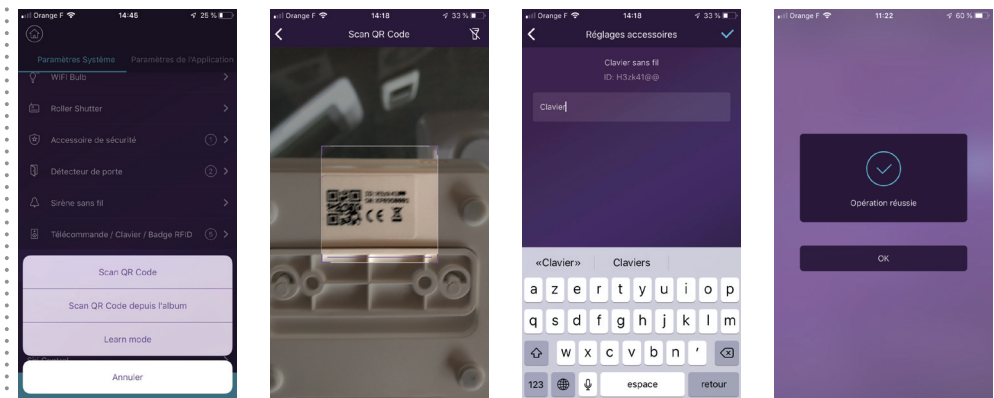 Orange F 14:45 25 %
Paramètres Système Paramètres de l'Application
WiFi Bulb
Roller Shutter
Accessoire de sécurité 1
Détecteur de porte 2
Sirène sans fil
Télécommande / Clavier / Badge RFID 5
Scan QR Code
Scan QR Code depuis l'album
Learn mode
Annuler
Orange F 14:18 33 %
Scan QR Code
CE
Orange F 14:18 33 %
Réglages accessoires
Clavier sans fil
ID: H3zk41@@
Clavier
«Clavier» Claviers
a z e r t y u i o p
q s d f g h j k l m
w x c v b n '
123 espace retour
Orange F 11:22 60 %
Opération réussie
OK